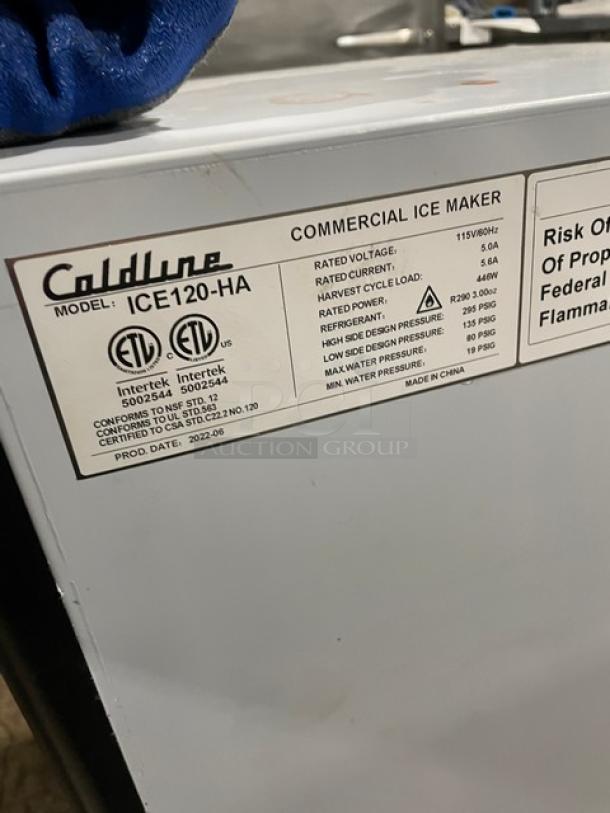 Coldline
MODEL: ICE120-HA
ETL
C
ETL
US
Intertek Intertek
5002544 5002544
CONFORMS TO NSF STD. 12
CONFORMS TO UL STD.563
CERTIFIED TO CSA STD.C22.2 NO.120
PROD. DATE: 2022-06
COMMERCIAL ICE MAKER
RATED VOLTAGE: 115V/60Hz
RATED CURRENT: 5.0A
HARVEST CYCLE LOAD: 5.6A
RATED POWER: 446W
REFRIGERANT: R290 3.00oz
HIGH SIDE DESIGN PRESSURE: 295 PSIG
LOW SIDE DESIGN PRESSURE: 135 PSIG
MAX.WATER PRESSURE: 80 PSIG
MIN. WATER PRESSURE: 19 PSIG
MADE IN CHINA
Risk Of
Of Prop
Federal
Flamma
AUCTION GROUP